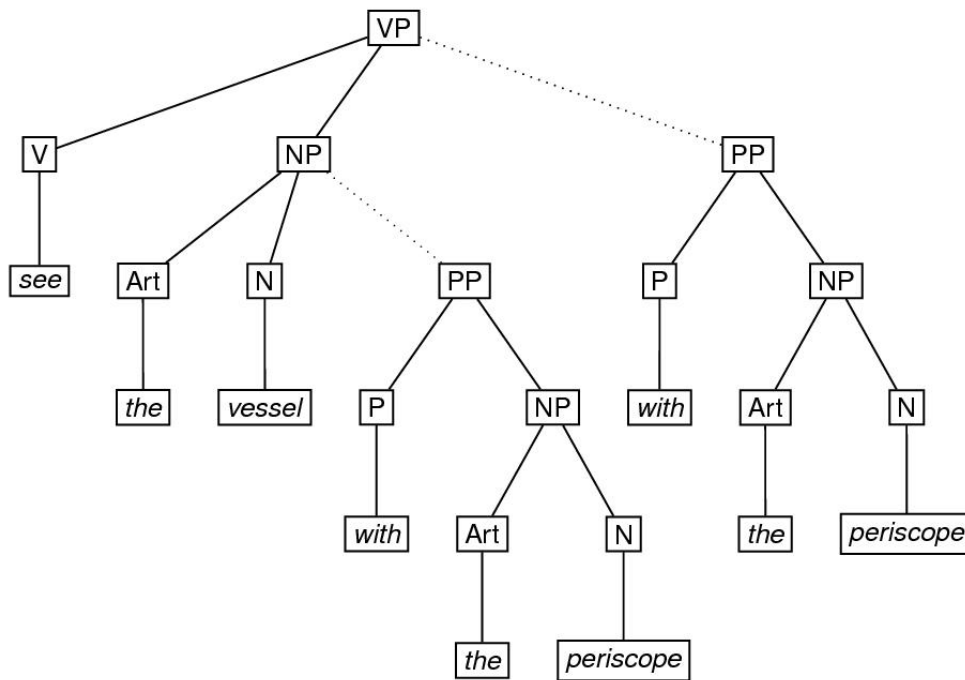 VP
V NP PP
see Art N PP P NP
the vessel P NP with Art N
with Art N the periscope
the periscope